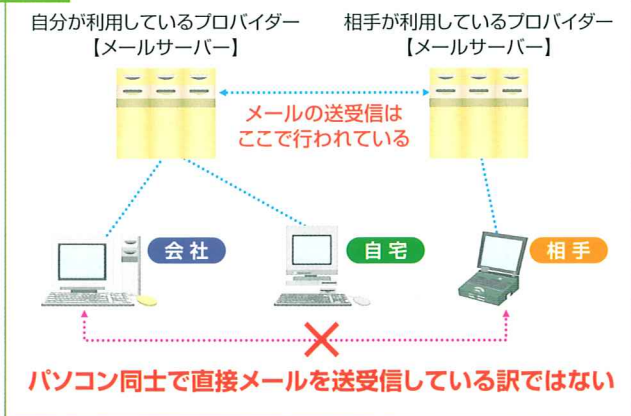 自分が利用しているプロバイダー
【メールサーバー】
相手が利用しているプロバイダー
【メールサーバー】
メールの送受信は
ここで行われている
会社
自宅
相手
パソコン同士で直接メールを送受信している訳ではない